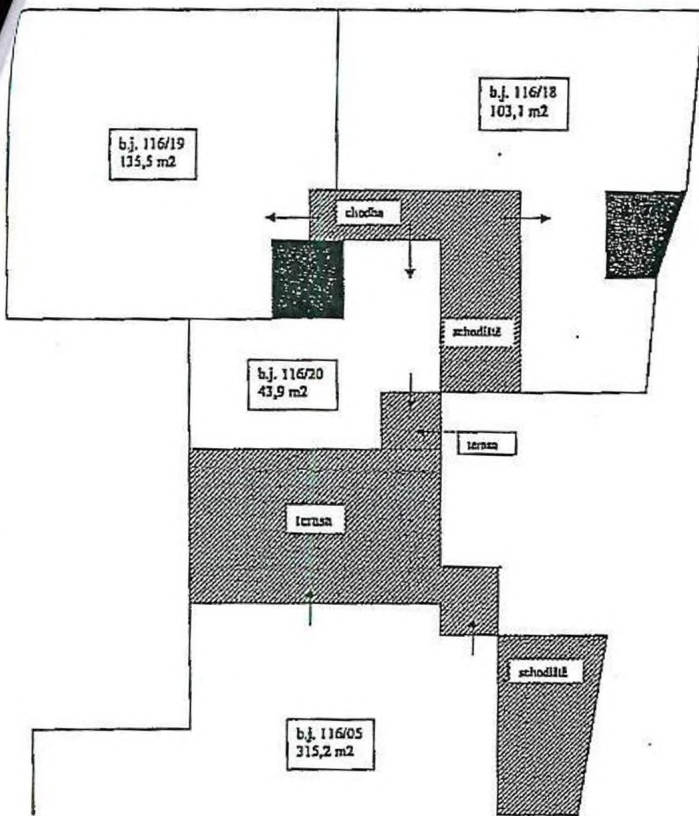 b.j. 116/18
103,1 m2
b.j. 116/19
135,5 m2
chodba
schodiště
b.j. 116/20
43,9 m2
terasa
terasa
schodiště
b.j. 116/05
315,2 m2